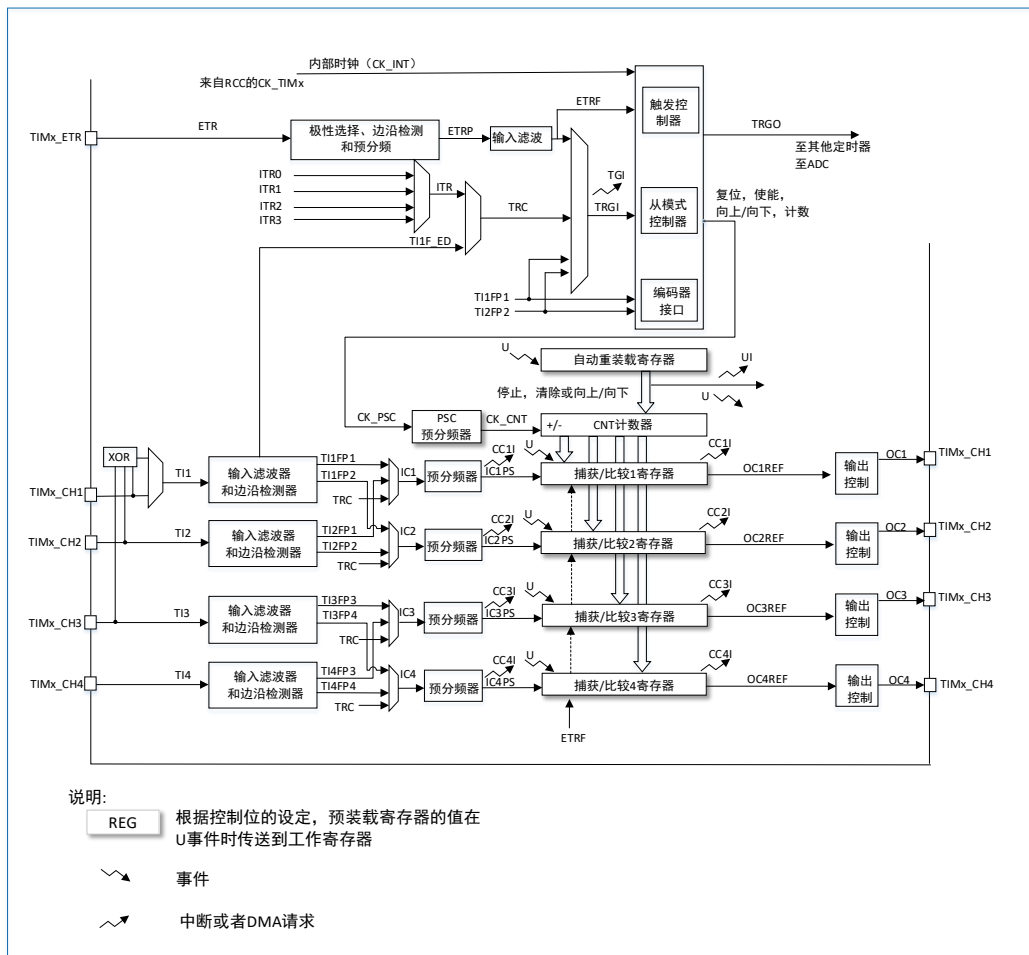 内部时钟（CK_INT）
来自RCC的CK_TIMx
TIMx_ETR
ETR
极性选择、边沿检测
和预分频
ETRP
输入滤波
ETRF
触发控
制器
TRGO
至其他定时器
至ADC
ITR0
ITR1
ITR2
ITR3
ITR
TRC
TI1F_ED
TGI
TRGI
从模式
控制器
复位，使能，
向上/向下，计数
TI1FP1
TI2FP2
编码器
接口
U
自动重装载寄存器
UI
U
停止，清除或向上/向下
CK_PSC
PSC
预分频器
CK_CNT
+/-
CNT计数器
XOR
TIMx_CH1
TI1
输入滤波器
和边沿检测器
TI1FP1
TI1FP2
TRC
IC1
预分频器
CC1I
IC1PS
U
捕获/比较1寄存器
CC1I
OC1REF
输出
控制
OC1
TIMx_CH1
TIMx_CH2
TI2
输入滤波器
和边沿检测器
TI2FP1
TI2FP2
TRC
IC2
预分频器
CC2I
IC2PS
U
捕获/比较2寄存器
CC2I
OC2REF
输出
控制
OC2
TIMx_CH2
TIMx_CH3
TI3
输入滤波器
和边沿检测器
TI3FP3
TI3FP4
TRC
IC3
预分频器
CC3I
IC3PS
U
捕获/比较3寄存器
CC3I
OC3REF
输出
控制
OC3
TIMx_CH3
TIMx_CH4
TI4
输入滤波器
和边沿检测器
TI4FP3
TI4FP4
TRC
IC4
预分频器
CC4I
IC4PS
U
捕获/比较4寄存器
CC4I
OC4REF
输出
控制
OC4
TIMx_CH4
ETRF
说明:
REG
根据控制位的设定，预装载寄存器的值在
U事件时传送到工作寄存器
事件
中断或者DMA请求